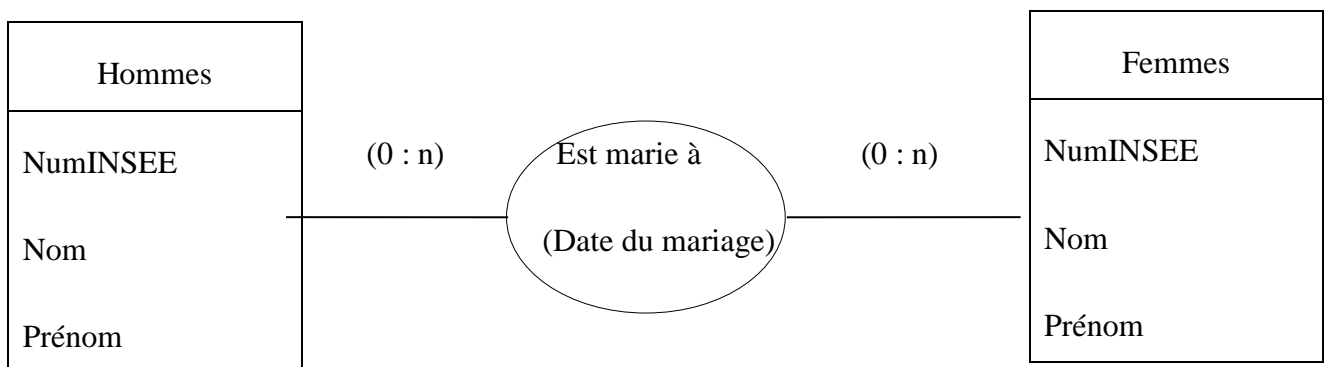 Hommes
NumINSEE
Nom
Prénom
(0 : n)
Est marie à
(Date du mariage)
(0 : n)
Femmes
NumINSEE
Nom
Prénom